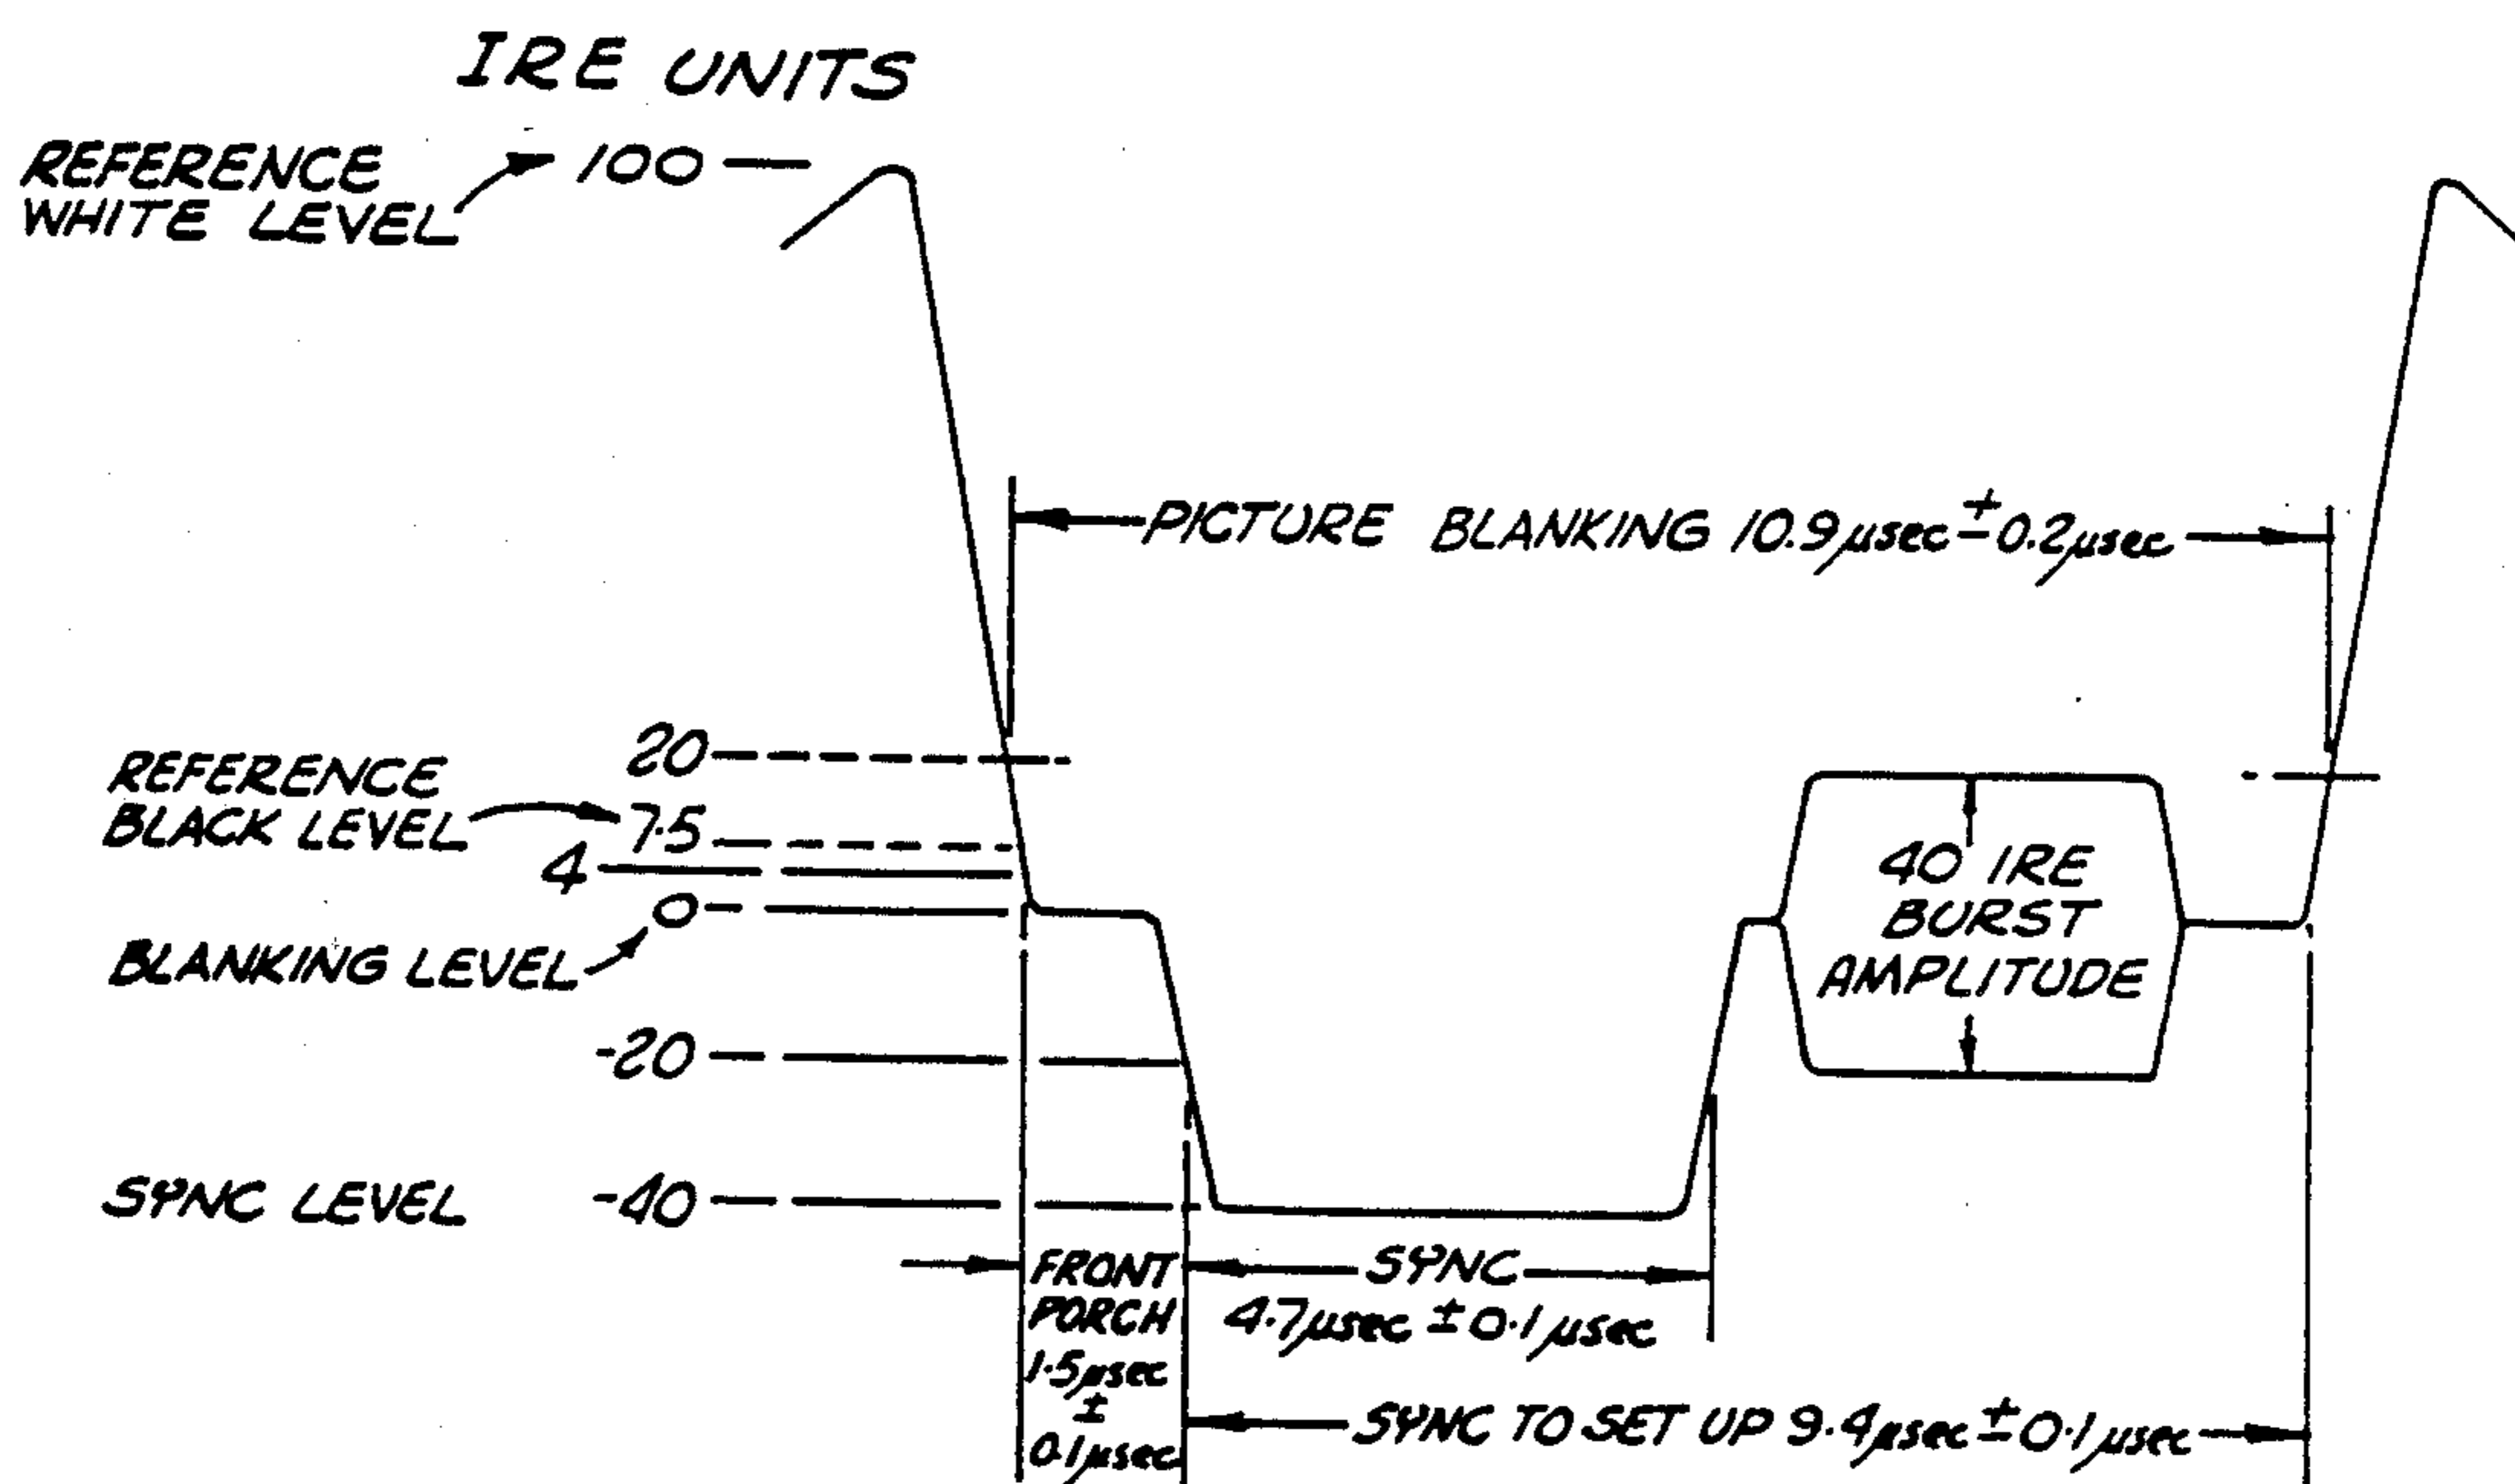 IRE UNITS
REFERENCE
WHITE LEVEL
100
PICTURE BLANKING 10.9μsec ± 0.2μsec
20
REFERENCE
BLACK LEVEL
7.5
4
0
BLANKING LEVEL
40 IRE
BURST
AMPLITUDE
-20
SYNC LEVEL
-40
FRONT
PORCH
1.5μsec
±
0.1μsec
SYNC
4.7μsec ± 0.1μsec
SYNC TO SET UP 9.4μsec ± 0.1μsec